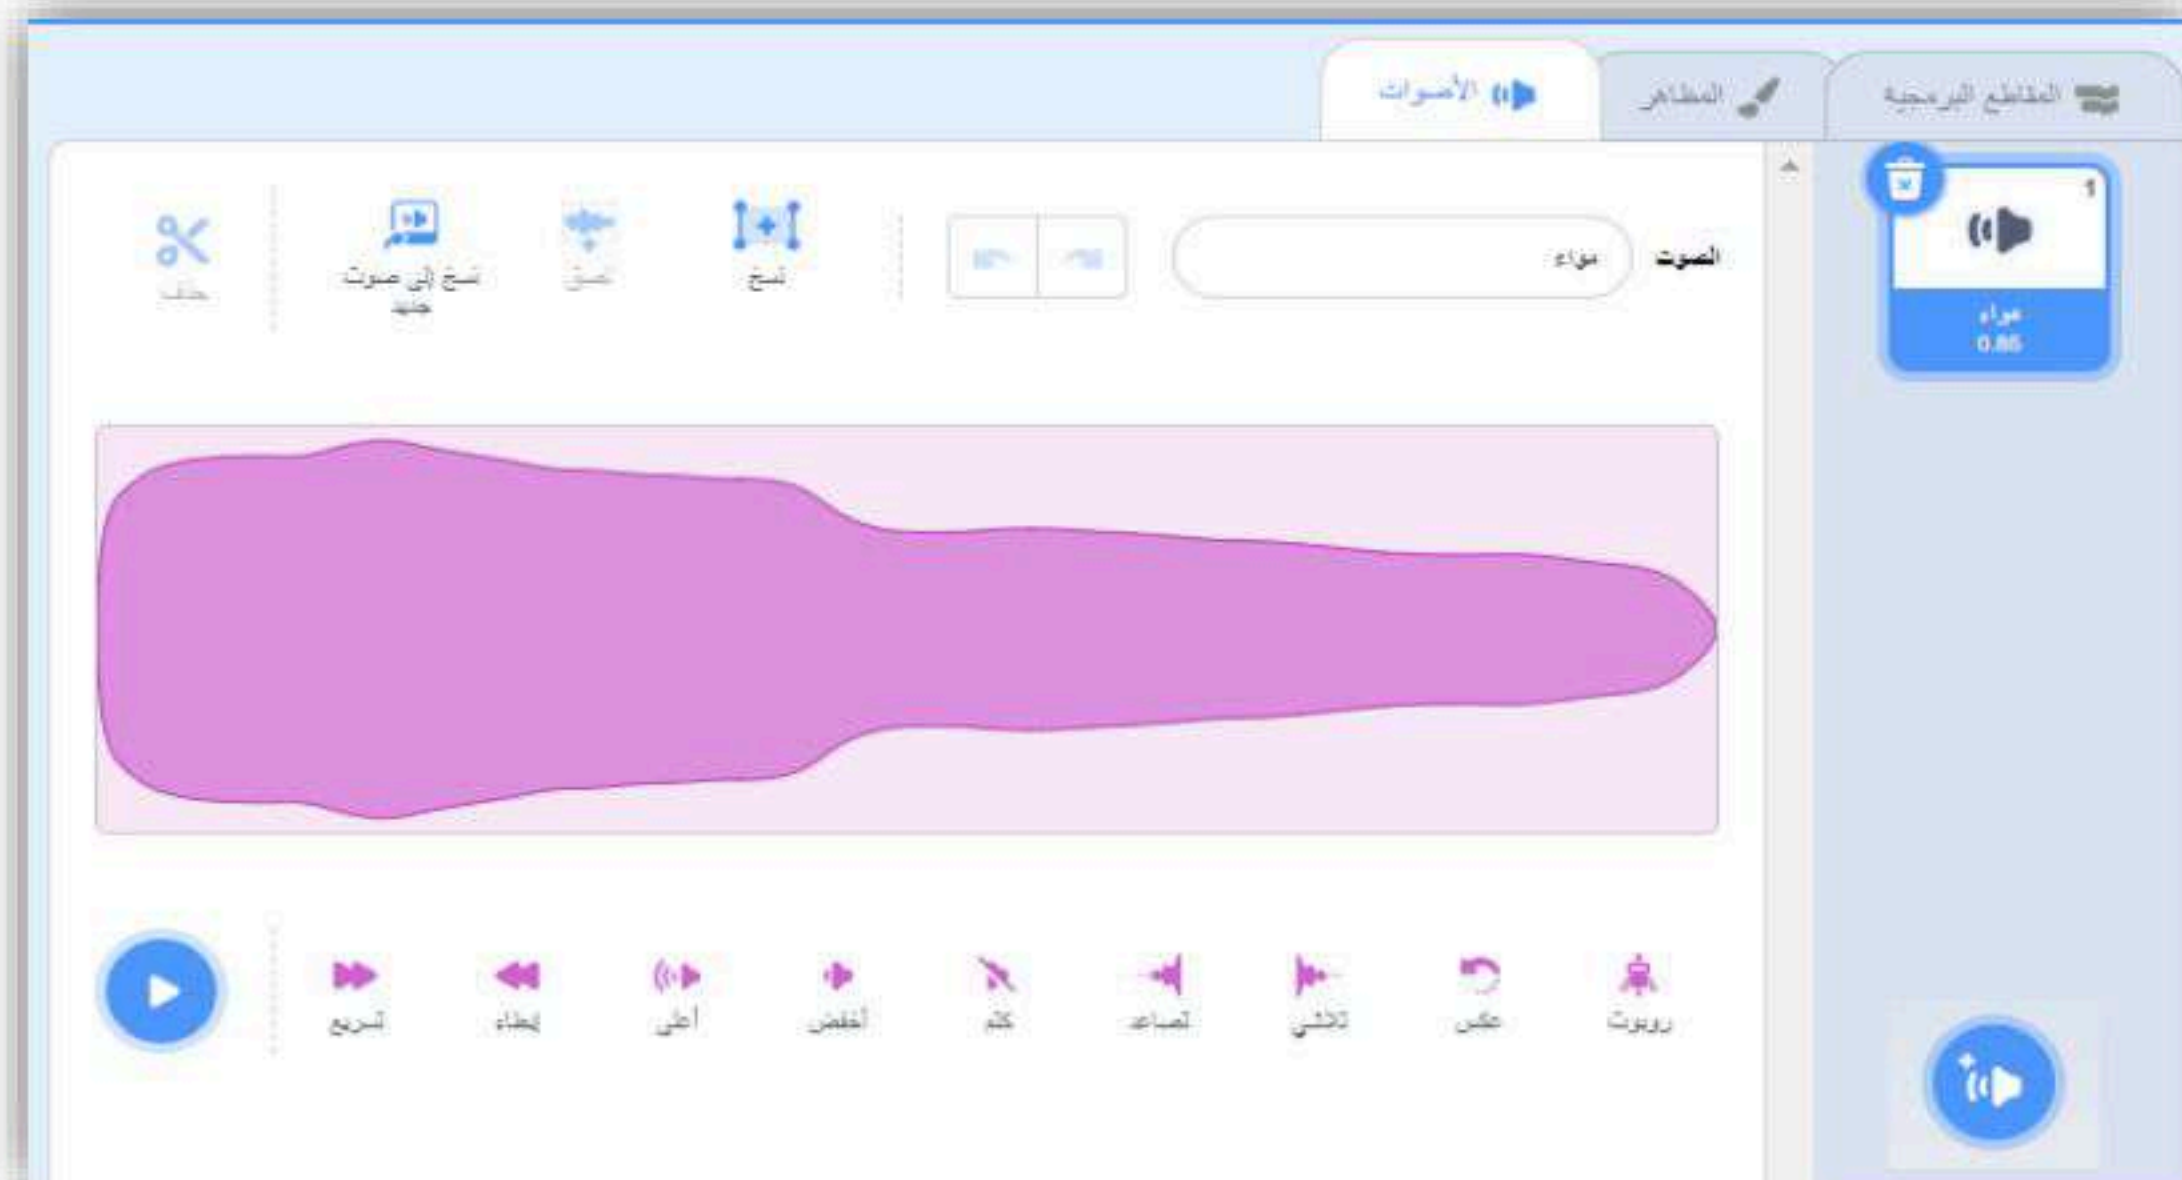 المقاطع البرمجية
المظاهر
الأصوات
1
مواء
0.85
الصوت
مواء
نسخ
لصق
نسخ إلى صوت
جديد
حذف
روبوت
عكس
تلاشي
تصاعد
كتم
أخفض
أعلى
إبطاء
تسريع